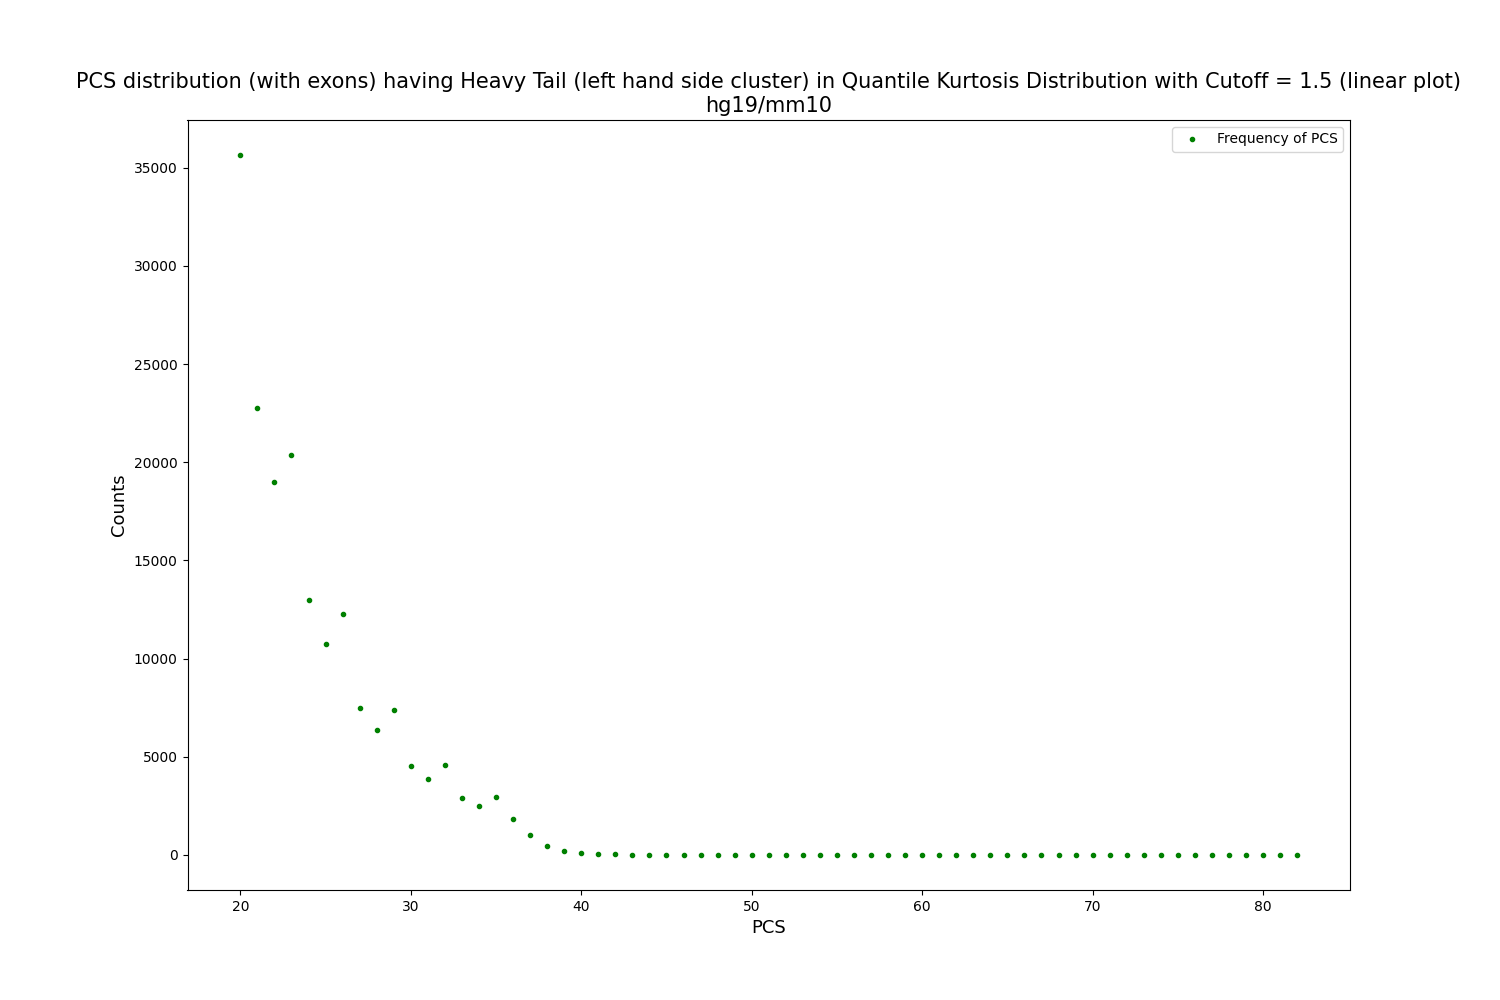 PCS distribution (with exons) having Heavy Tail (left hand side cluster) in Quantile Kurtosis Distribution with Cutoff = 1.5 (linear plot)
hg19/mm10
Frequency of PCS
35000
30000
25000
20000
15000
10000
5000
0
Counts
20 30 40 50 60 70 80
PCS